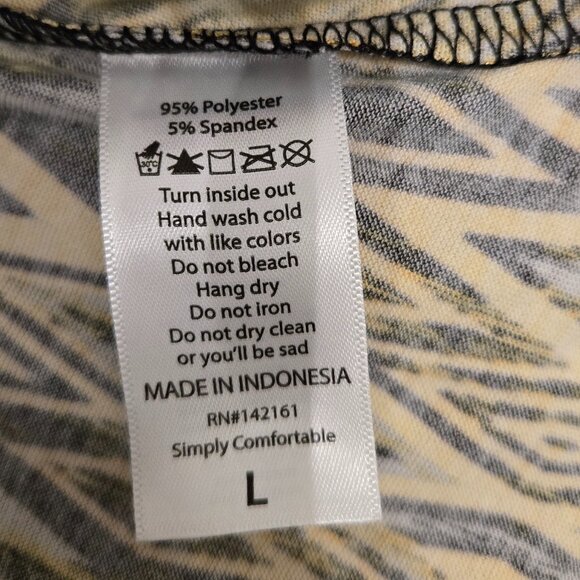 95% Polyester
5% Spandex
30°C
Turn inside out
Hand wash cold
with like colors
Do not bleach
Hang dry
Do not iron
Do not dry clean
or you'll be sad
MADE IN INDONESIA
RN#142161
Simply Comfortable
L